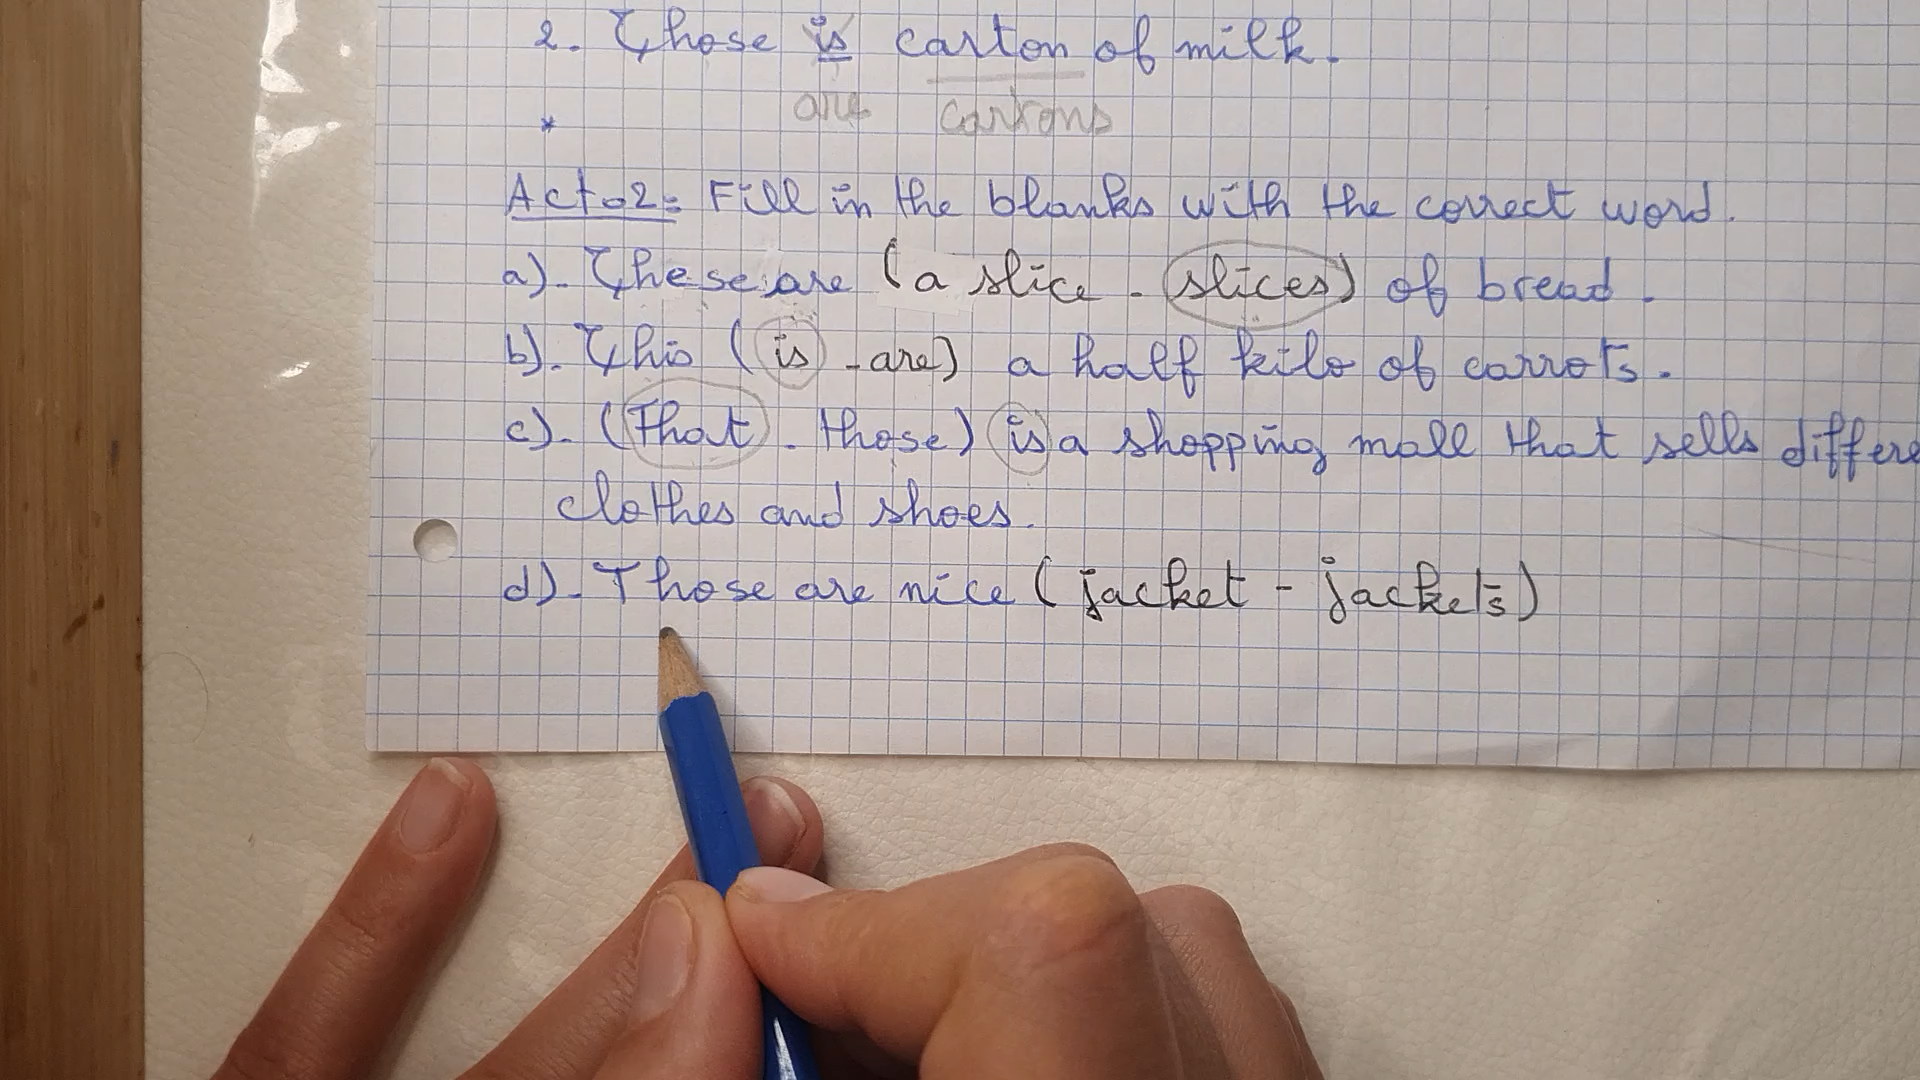 2. Those is carton of milk.
are cartons
*
Act-2: Fill in the blanks with the correct word.
a). These are (a slice - slices) of bread.
b). This (is - are) a half kilo of carrots.
c). (That - those) is a shopping mall that sells differe
clothes and shoes.
d). Those are nice (jacket - jackets)